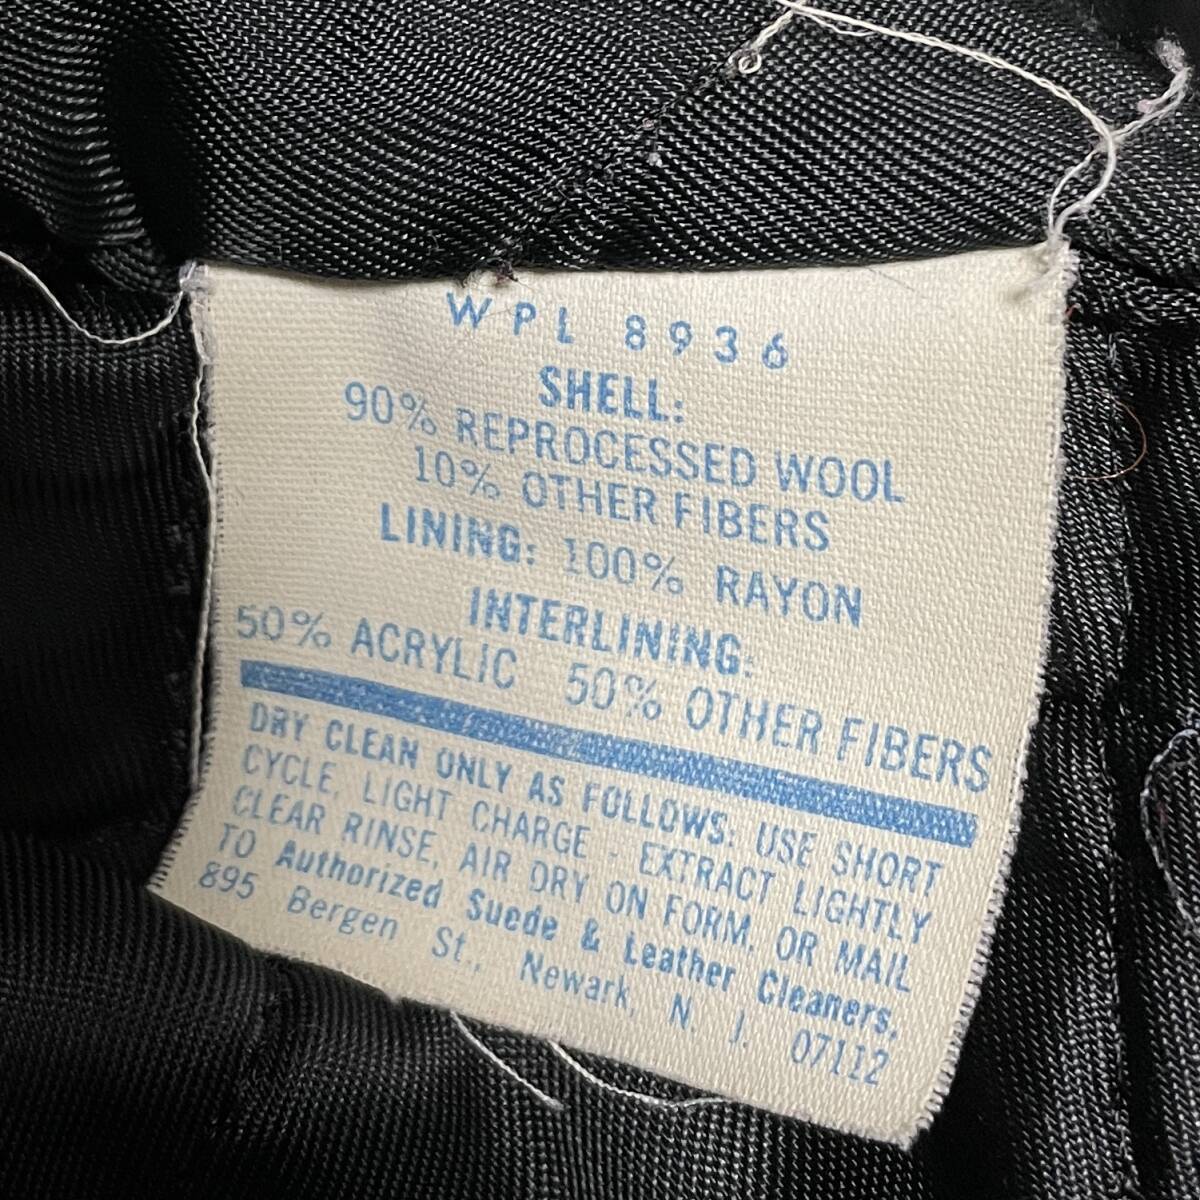 WPL 8936
SHELL:
90% REPROCESSED WOOL
10% OTHER FIBERS
LINING: 100% RAYON
INTERLINING:
50% ACRYLIC 50% OTHER FIBERS
DRY CLEAN ONLY AS FOLLOWS: USE SHORT
CYCLE, LIGHT CHARGE - EXTRACT LIGHTLY
CLEAR RINSE, AIR DRY ON FORM, OR MAIL
TO Authorized Suede & Leather Cleaners,
895 Bergen St., Newark, N. J. 07112